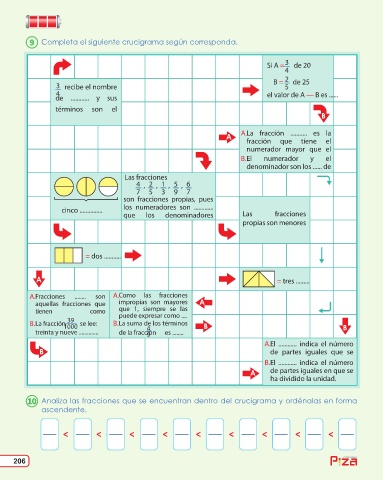 9 Completa el siguiente crucigrama según corresponda.
Si A = 3/4 de 20
B = 2/5 de 25
el valor de A — B es ......
3/4 recibe el nombre
de ........... y sus
términos son el
B
A
A.La fracción ........... es la
fracción que tiene el
numerador mayor que el
B.El numerador y el
denominador son los ...... de
Las fracciones
4/7, 2/5, 1/3, 5/9, 6/7
son fracciones propias, pues
los numeradores son .............
que los denominadores
cinco ...............
Las fracciones
propias son menores
= dos ...........
= tres ........
A
A.Fracciones ........ son
aquellas fracciones que
tienen como
B.La fracción 39/1000 se lee:
treinta y nueve .............
A.Como las fracciones
impropias son mayores
que 1, siempre se las
puede expresar como ....
B.La suma de los términos
de la fracción es .......
A
B
B
B
A.El ........... indica el número
de partes iguales que se
B.El ........... indica el número
de partes iguales en que se
ha dividido la unidad.
A
10 Analiza las fracciones que se encuentran dentro del crucigrama y ordénalas en forma
ascendente.
< < < < < < < < <
206
Piza